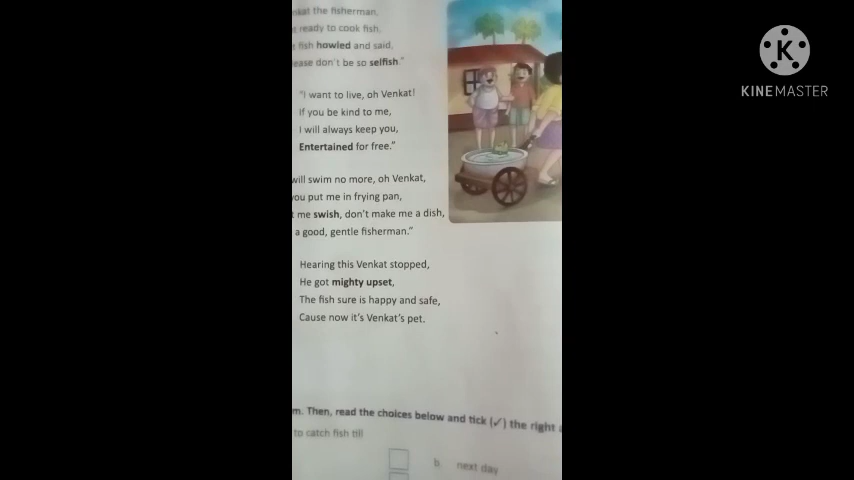 the fisherman,
ready to cook fish.
fish howled and said,
don't be so selfish."
"I want to live, oh Venkat!
If you be kind to me,
I will always keep you,
Entertained for free."
will swim no more, oh Venkat,
you put me in frying pan,
me swish, don't make me a dish,
a good, gentle fisherman."
Hearing this Venkat stopped,
He got mighty upset,
The fish sure is happy and safe,
Cause now it's Venkat's pet.
m. Then, read the choices below and tick (✓) the right
to catch fish till
b. next day
K
KINEMASTER